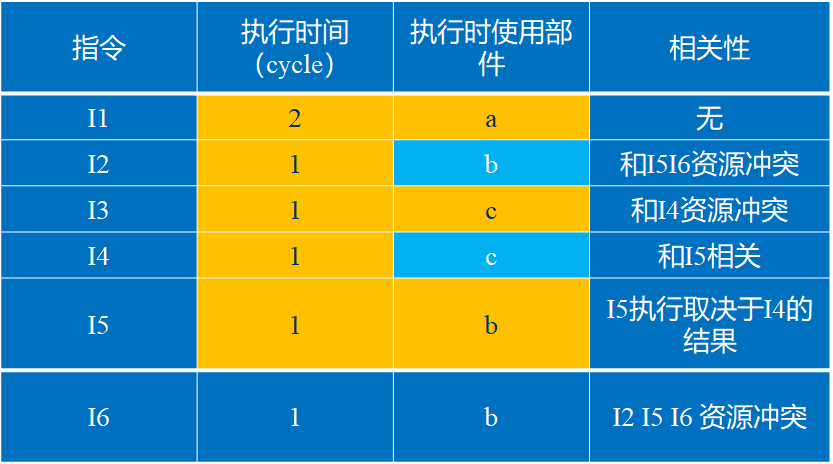 指令 执行时间（cycle） 执行时使用部件 相关性
I1 2 a 无
I2 1 b 和I5I6资源冲突
I3 1 c 和I4资源冲突
I4 1 c 和I5相关
I5 1 b I5执行取决于I4的结果
I6 1 b I2 I5 I6 资源冲突